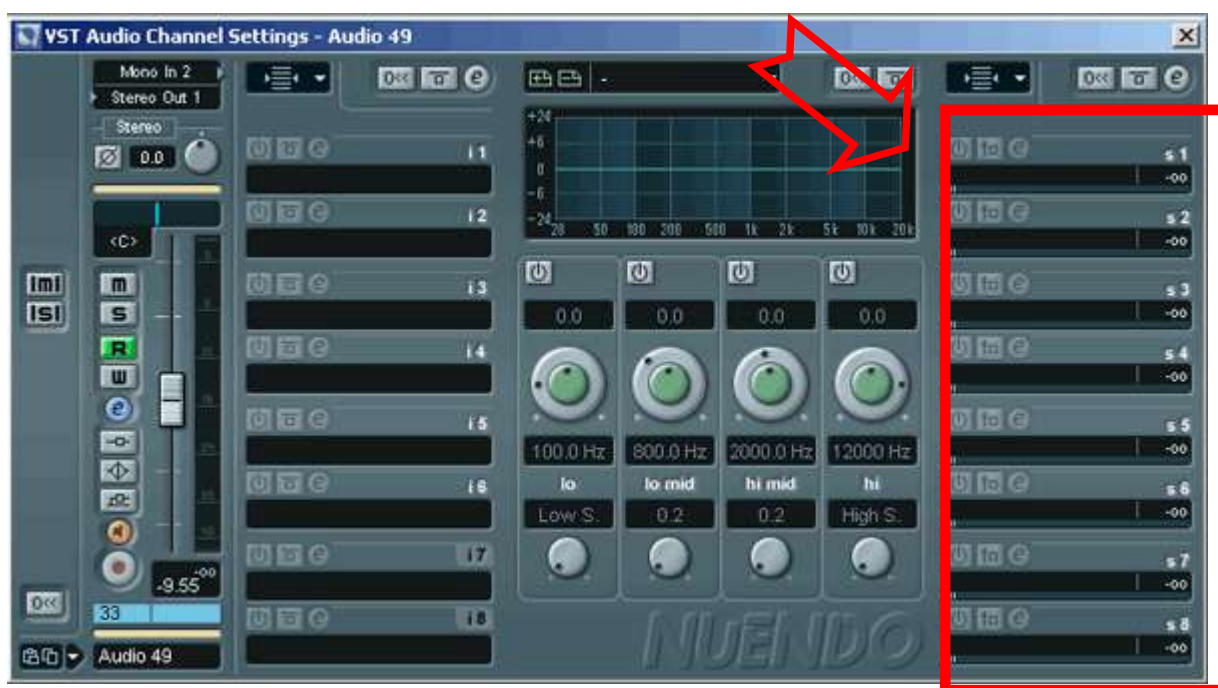 VST Audio Channel Settings - Audio 49
Mono In 2
Stereo Out 1
Stereo
0.0
<C>
m
S
R
W
e
-9.55
-oo
33
Audio 49
i 1
i 2
i 3
i 4
i 5
i 6
i 7
i 8
-
+24
+6
0
-6
-24
20 50 100 200 500 1k 2k 5k 10k 20k
0.0 0.0 0.0 0.0
100.0 Hz 800.0 Hz 2000.0 Hz 12000 Hz
lo lo mid hi mid hi
Low S. 0.2 0.2 High S.
NUENDO
s 1
-oo
s 2
-oo
s 3
-oo
s 4
-oo
s 5
-oo
s 6
-oo
s 7
-oo
s 8
-oo